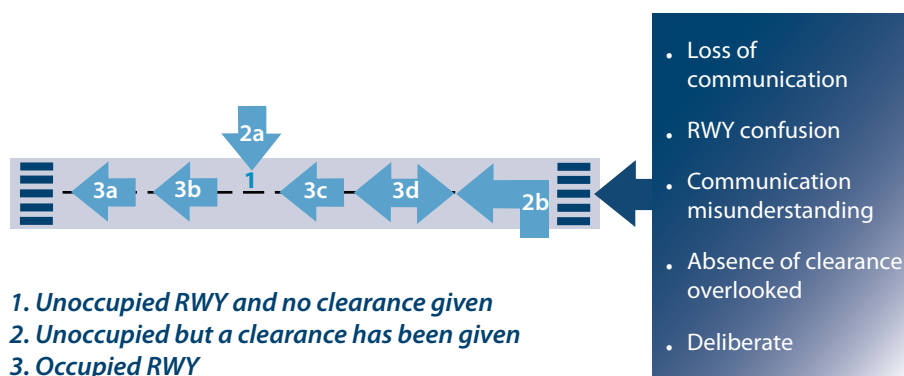 2a
1
3a
3b
3c
3d
2b
• Loss of
communication
• RWY confusion
• Communication
misunderstanding
• Absence of clearance
overlooked
• Deliberate
1. Unoccupied RWY and no clearance given
2. Unoccupied but a clearance has been given
3. Occupied RWY